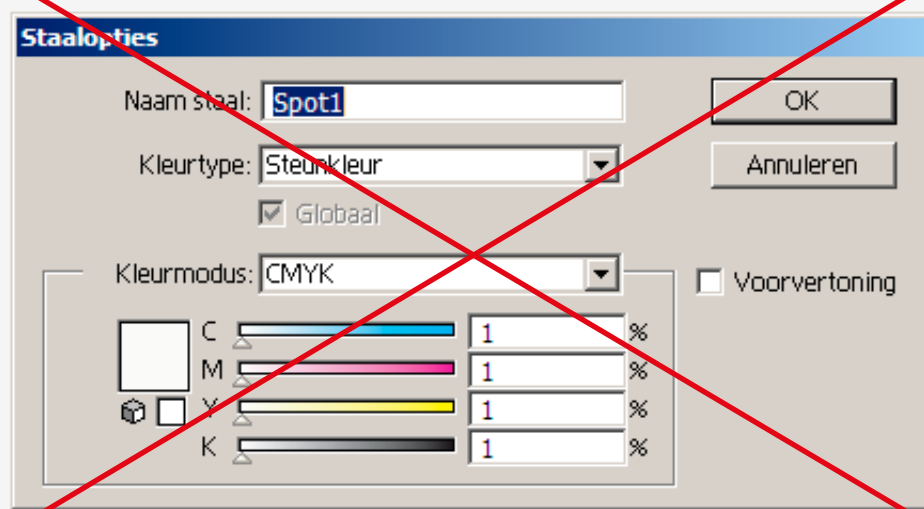 Staalopties
Naam staal: Spot1
OK
Kleurtype: Steunkleur
Annuleren
Globaal
Kleurmodus: CMYK
Voorvertoning
C 1 %
M 1 %
Y 1 %
K 1 %